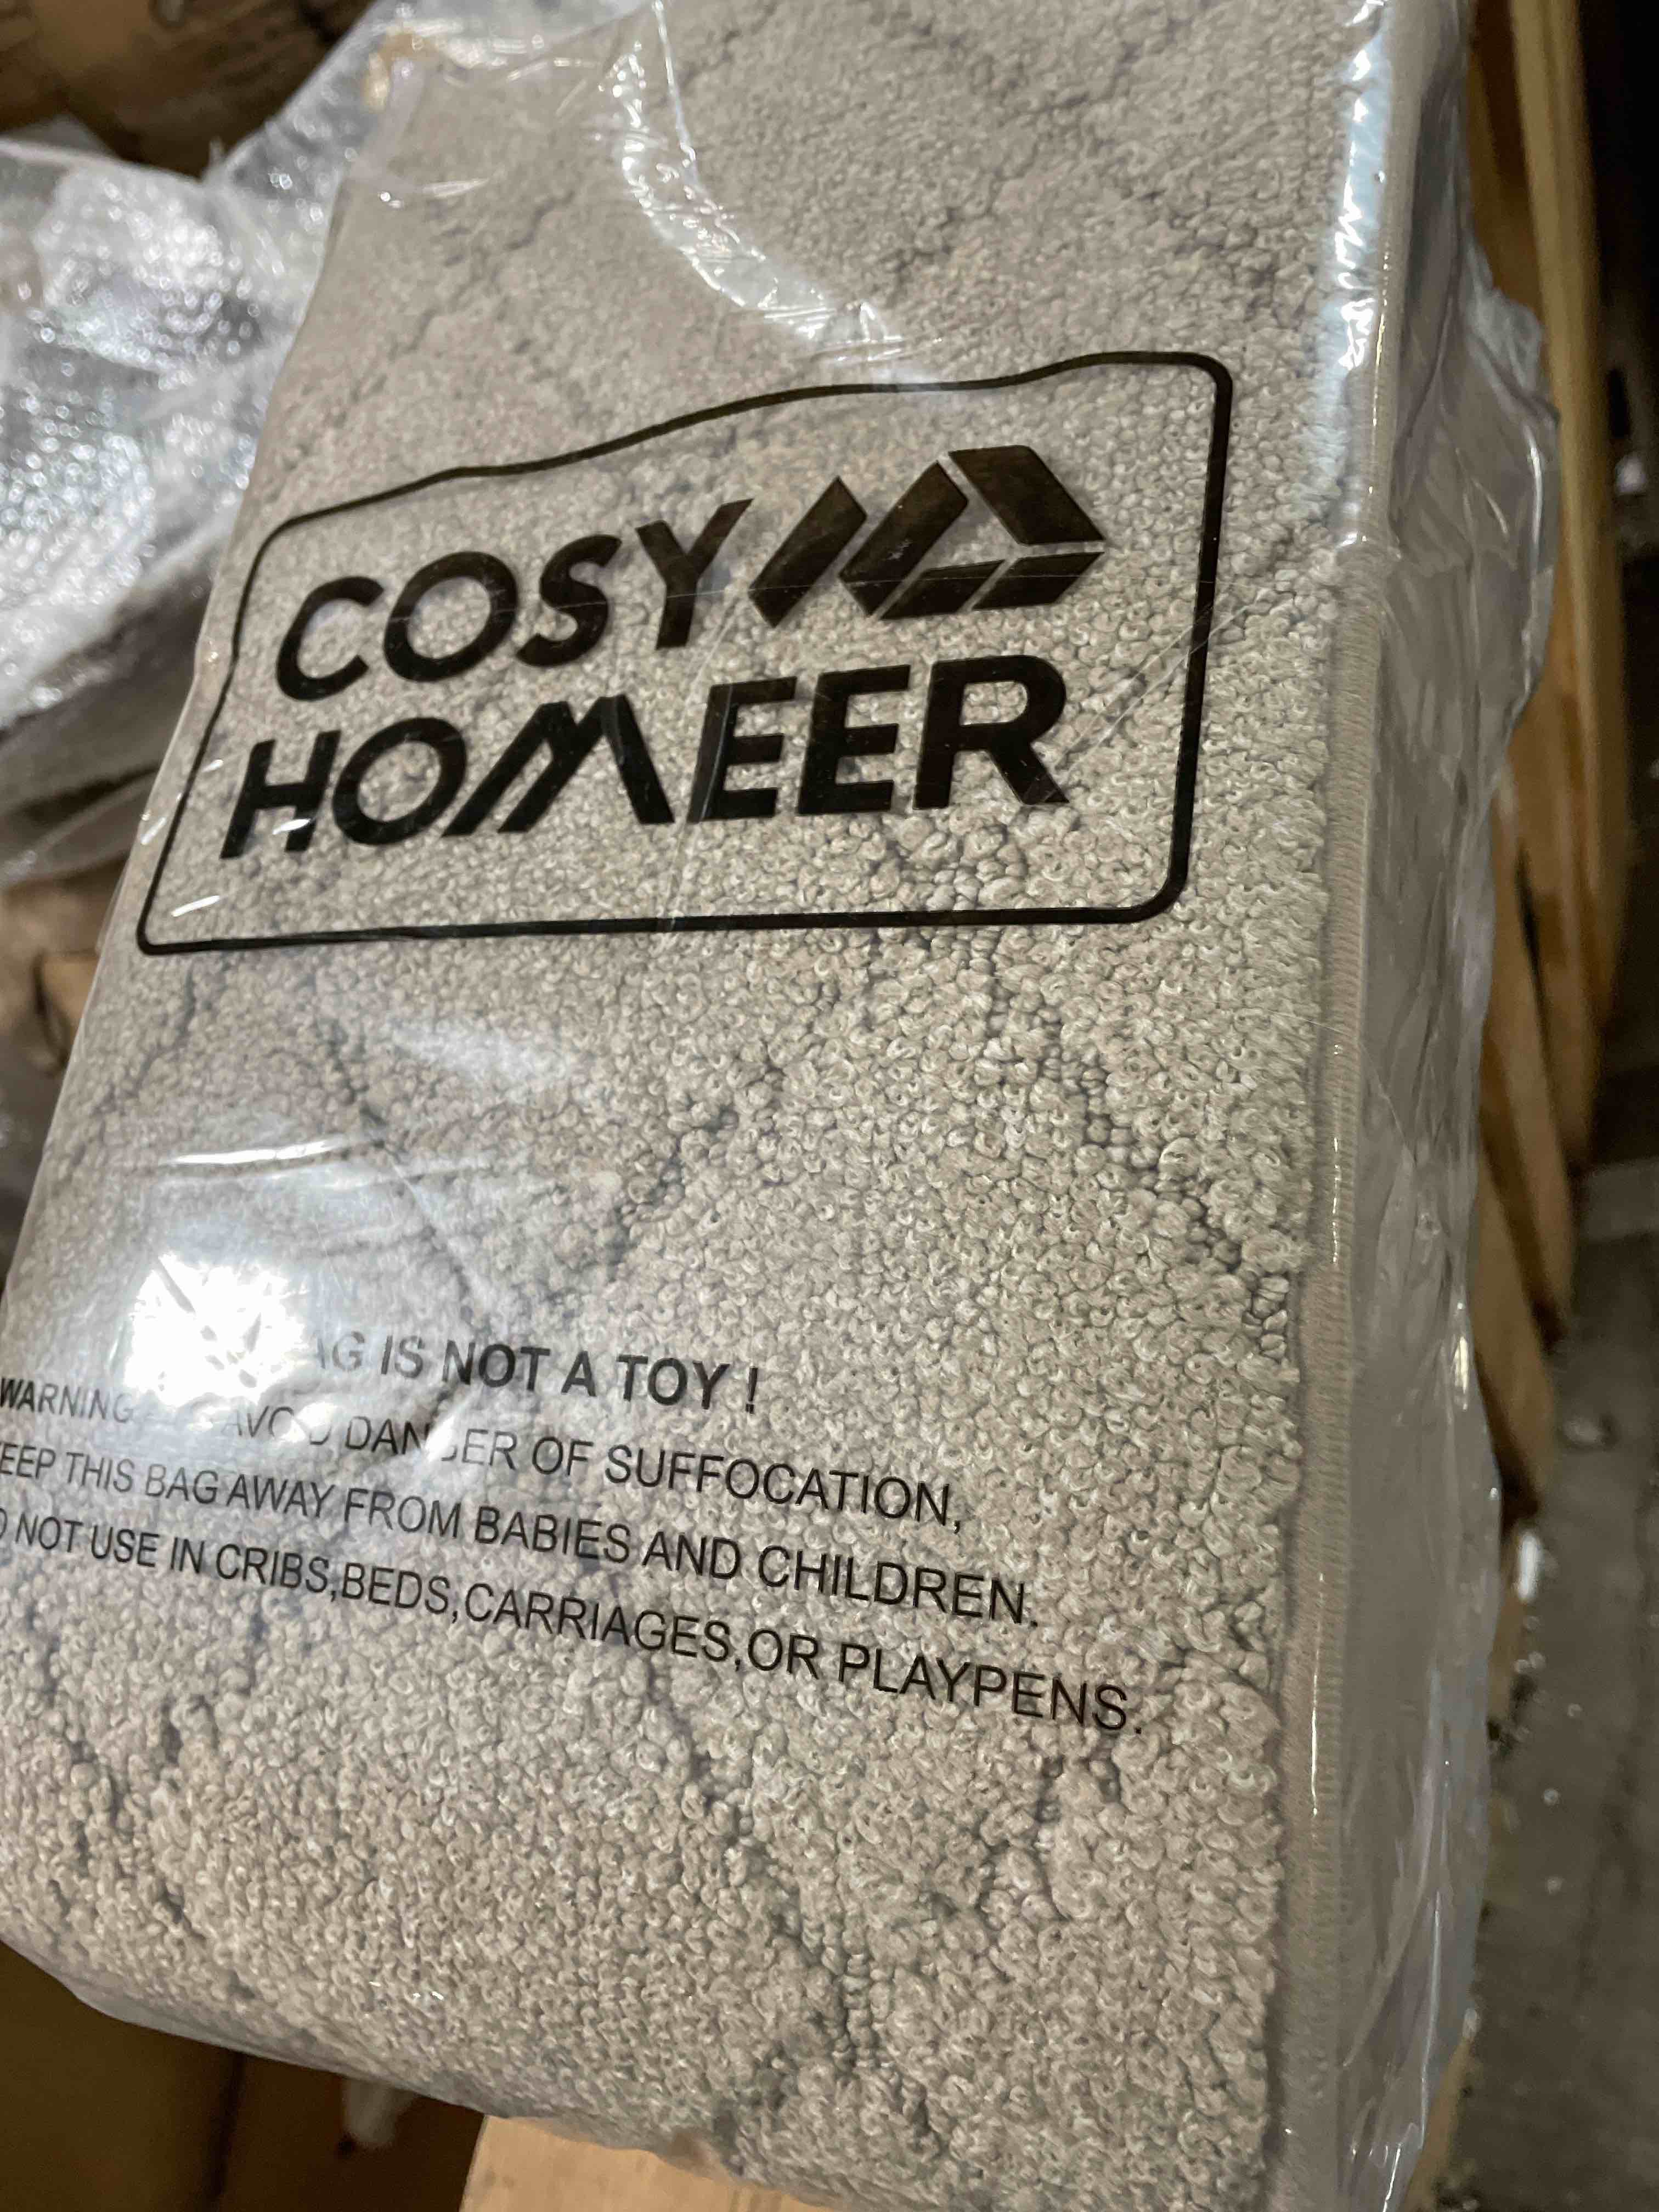 COSY
HOMEER
IS NOT A TOY !
WARNING DANGER OF SUFFOCATION,
THIS BAG AWAY FROM BABIES AND CHILDREN.
NOT USE IN CRIBS,BEDS,CARRIAGES,OR PLAYPENS.